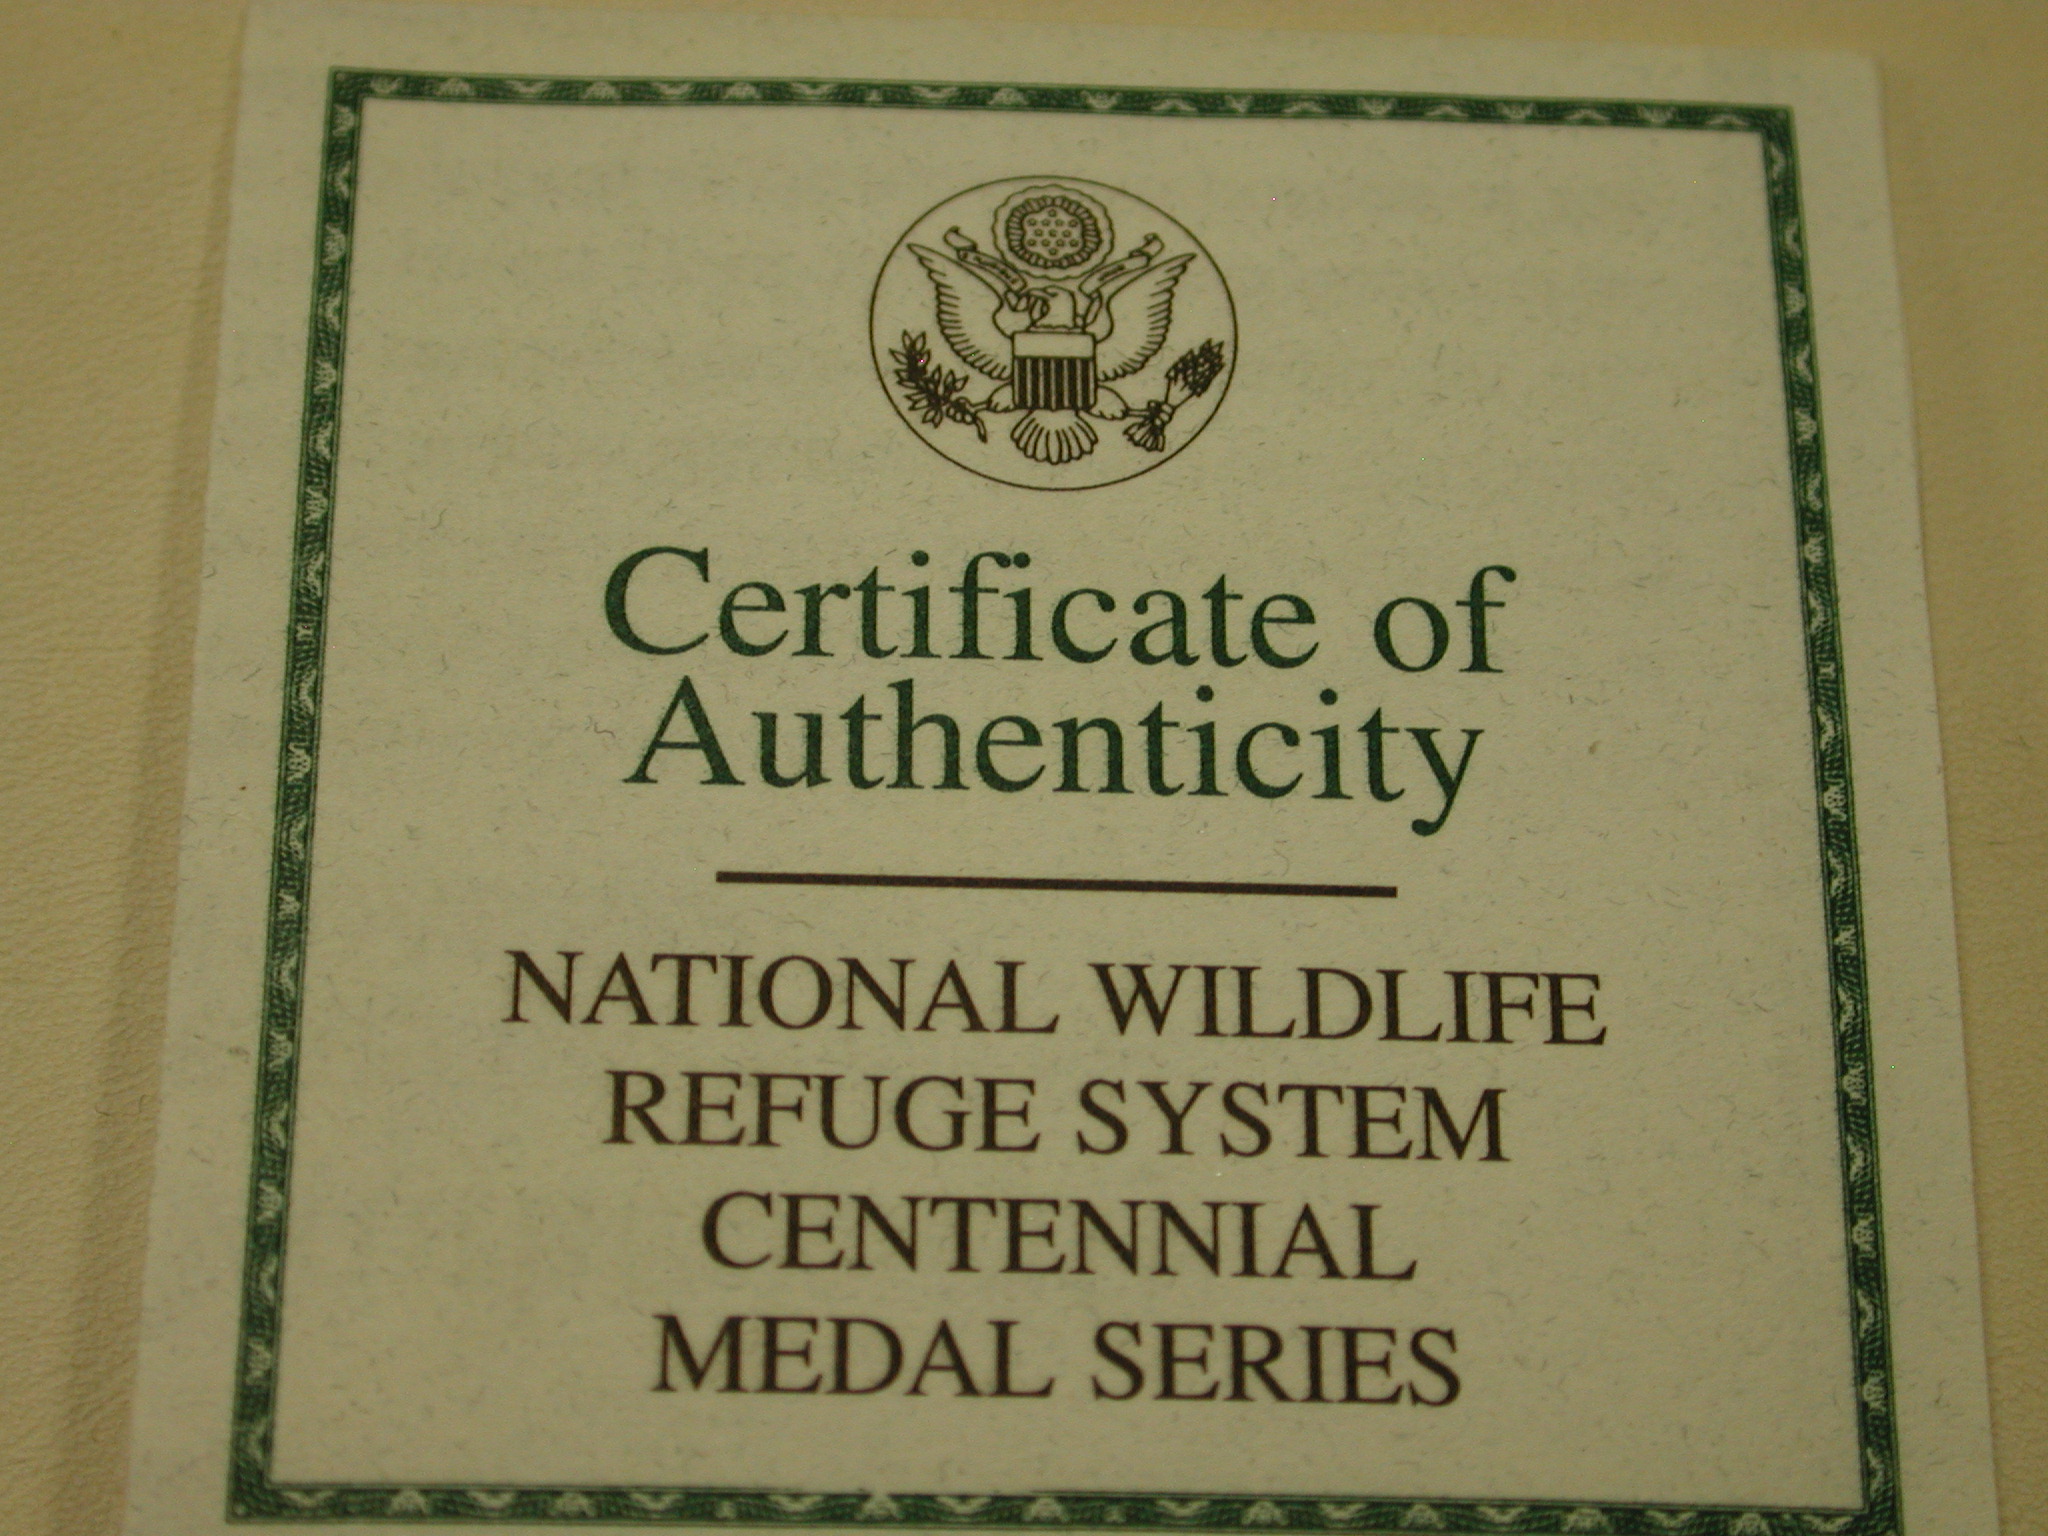 Certificate of
Authenticity
NATIONAL WILDLIFE
REFUGE SYSTEM
CENTENNIAL
MEDAL SERIES